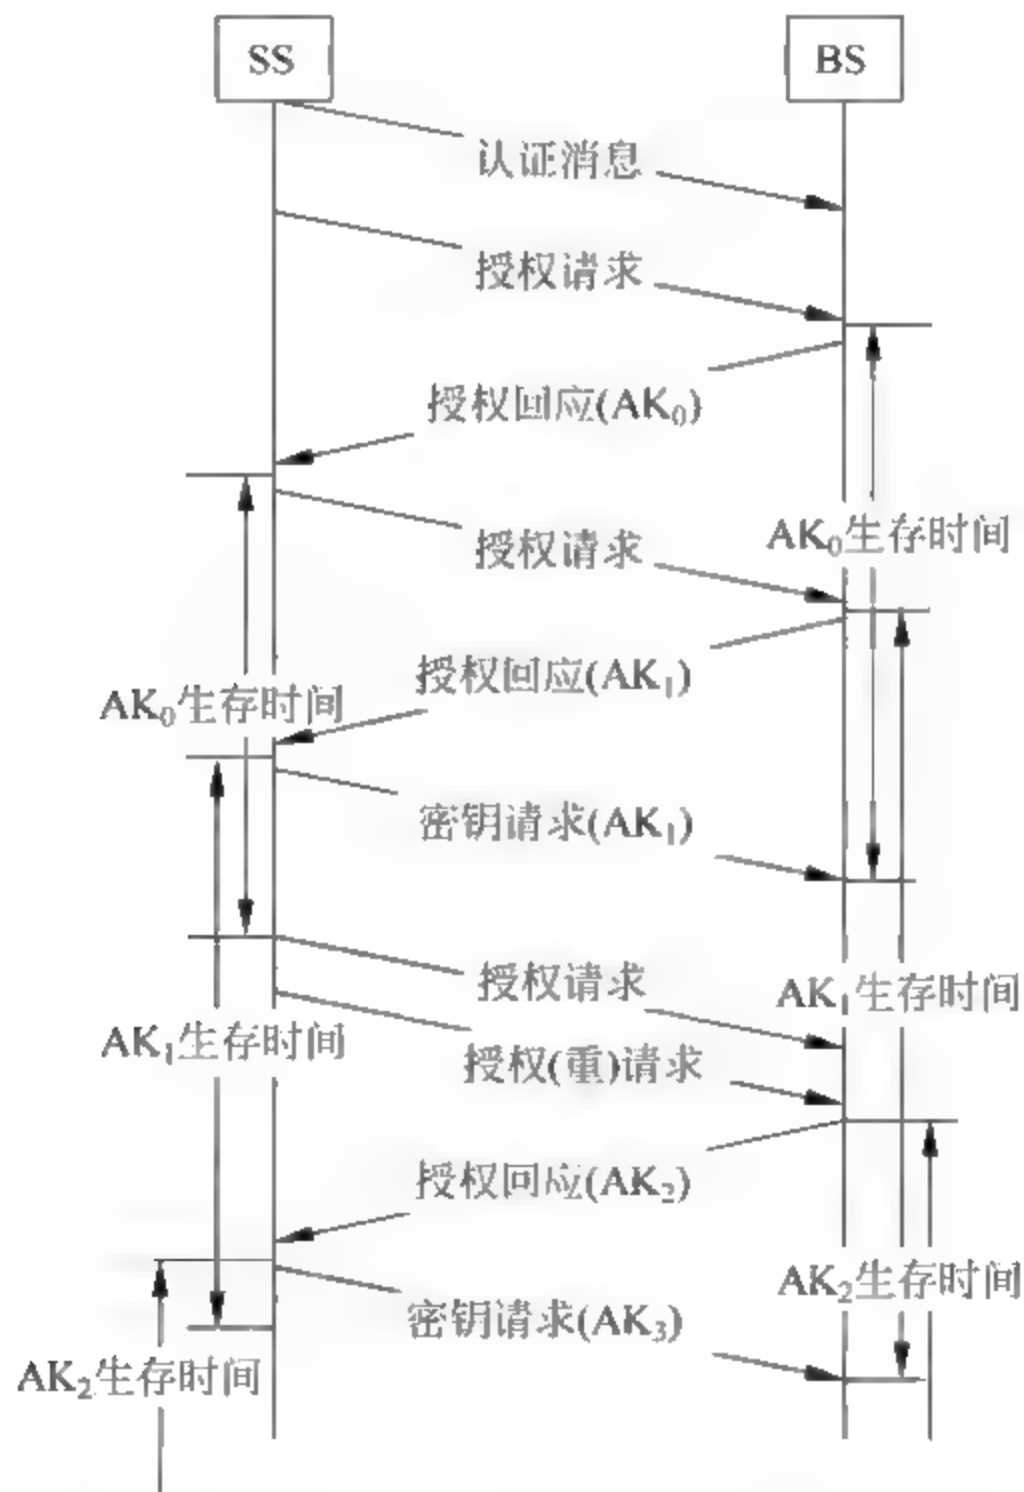 SS
BS
认证消息
授权请求
授权回应(AK₀)
授权请求
AK₀生存时间
授权回应(AK₁)
AK₀生存时间
密钥请求(AK₁)
授权请求
AK₁生存时间
AK₁生存时间
授权(重)请求
授权回应(AK₂)
AK₂生存时间
密钥请求(AK₃)
AK₂生存时间